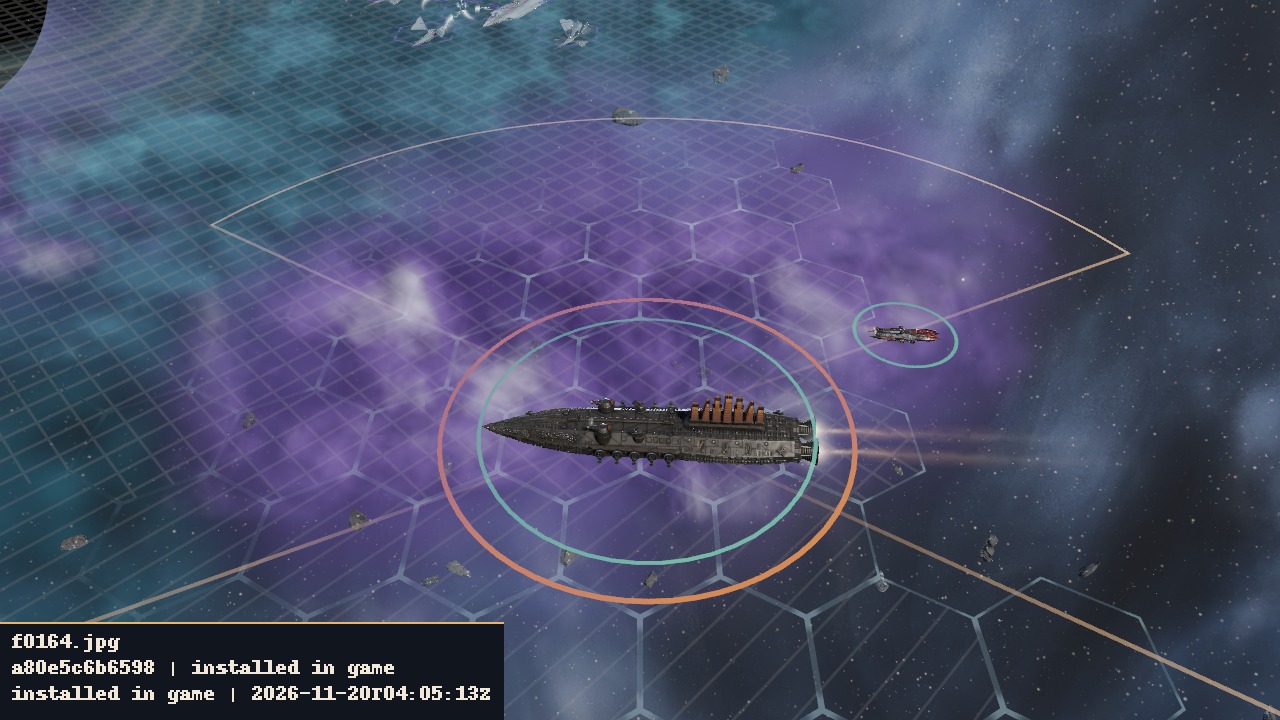 f0164.jpg
a80e5c6b6598 | installed in game
installed in game | 2026-11-20T04:05:13Z